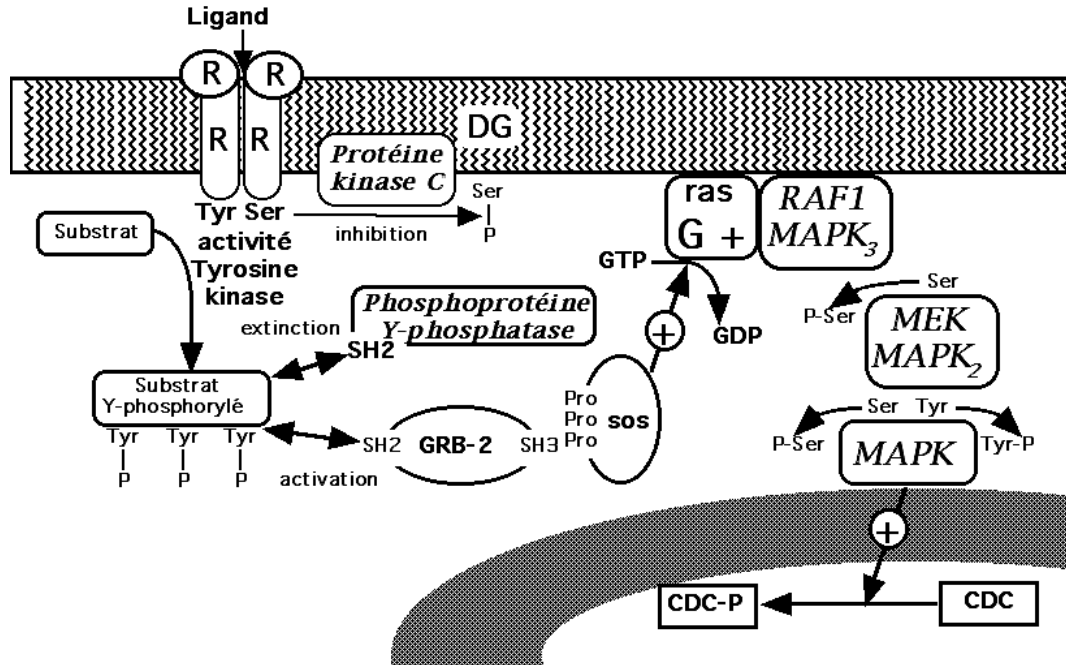 Ligand
R R
R R
DG
Protéine
kinase C
Ser
P
inhibition
Tyr Ser
activité
Tyrosine
kinase
Substrat
ras
G +
RAF1
MAPK3
GTP
GDP
+
Ser
P-Ser
MEK
MAPK2
extinction
Phosphoprotéine
Y-phosphatase
SH2
Substrat
Y-phosphorylé
Tyr Tyr Tyr
P P P
activation
SH2 GRB-2 SH3
Pro
Pro
Pro
sos
Ser Tyr
P-Ser
Tyr-P
MAPK
+
CDC-P
CDC